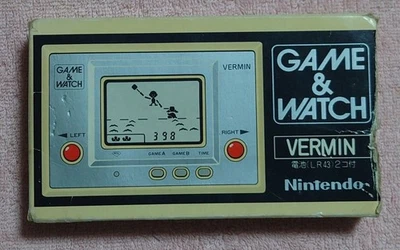 GAME
&
WATCH
VERMIN
LEFT
RIGHT
398
GAME A GAME B TIME
GAME
&
WATCH
VERMIN
電池(LR43)2コ付
Nintendo